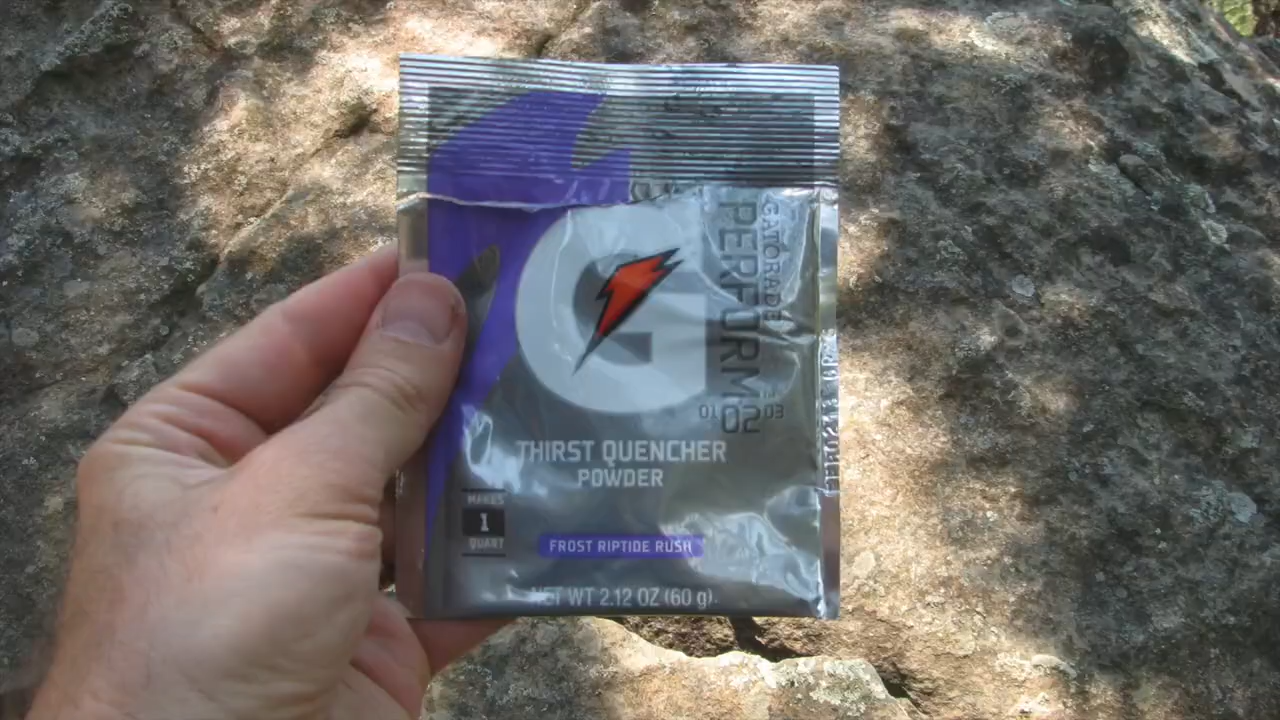 G
GATORADE
PERFORM 02
01
03
THIRST QUENCHER
POWDER
MAKES
1
QUART
FROST RIPTIDE RUSH
NET WT 2.12 OZ (60 g)